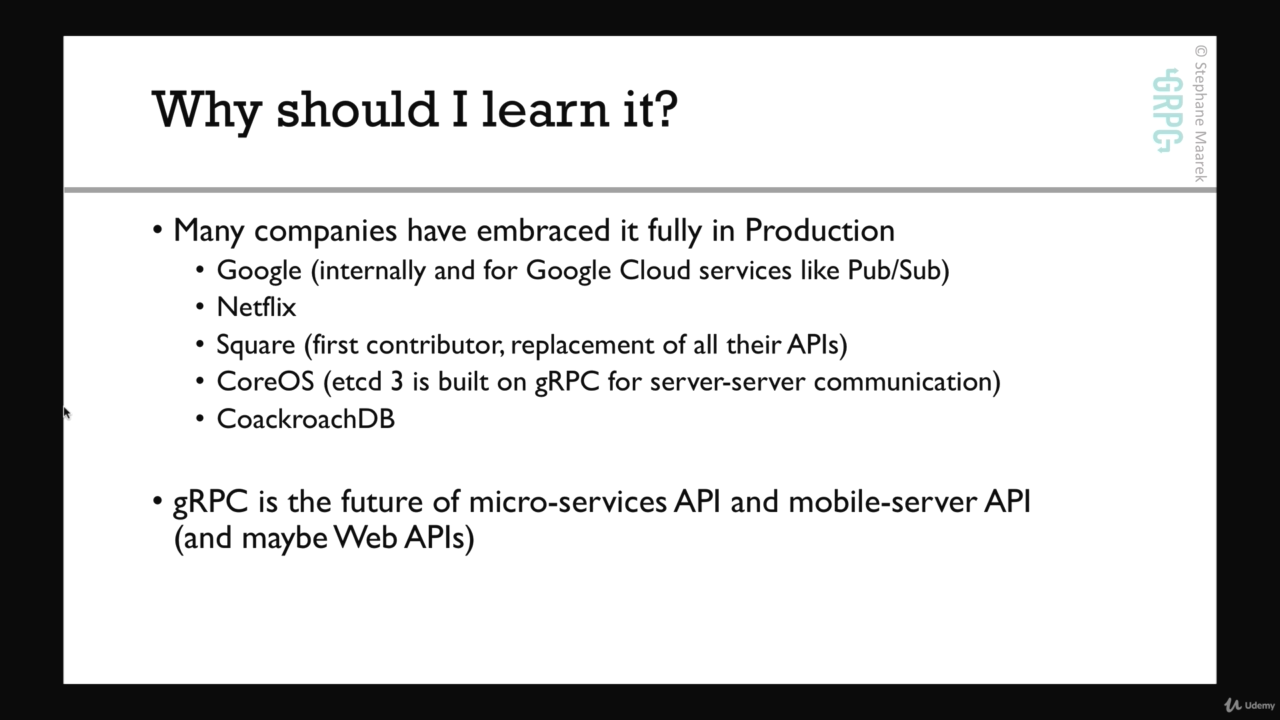 Why should I learn it?
GRPC
© Stephane Maarek
• Many companies have embraced it fully in Production
• Google (internally and for Google Cloud services like Pub/Sub)
• Netflix
• Square (first contributor, replacement of all their APIs)
• CoreOS (etcd 3 is built on gRPC for server-server communication)
• CoackroachDB
• gRPC is the future of micro-services API and mobile-server API
(and maybe Web APIs)
Udemy